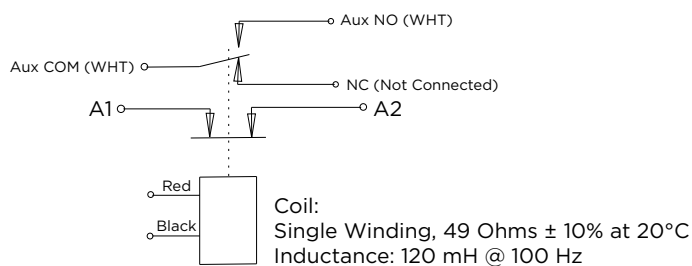 Aux NO (WHT)
Aux COM (WHT)
NC (Not Connected)
A1
A2
Red
Black
Coil:
Single Winding, 49 Ohms ± 10% at 20°C
Inductance: 120 mH @ 100 Hz